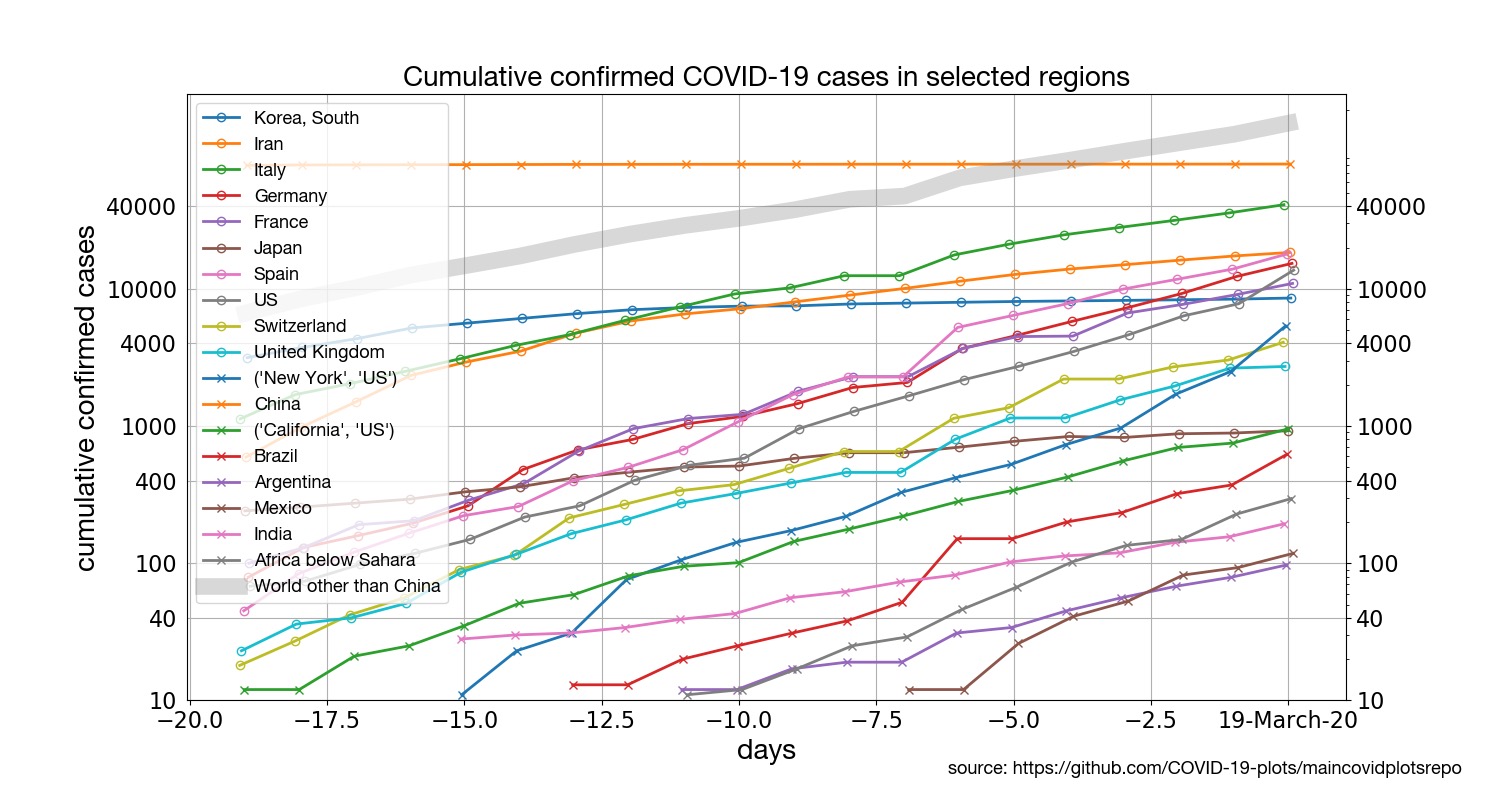 Cumulative confirmed COVID-19 cases in selected regions
Korea, South
Iran
Italy
Germany
France
Japan
Spain
US
Switzerland
United Kingdom
('New York', 'US')
China
('California', 'US')
Brazil
Argentina
Mexico
India
Africa below Sahara
World other than China
cumulative confirmed cases
40000
10000
4000
1000
400
100
40
10
40000
10000
4000
1000
400
100
40
10
−20.0 −17.5 −15.0 −12.5 −10.0 −7.5 −5.0 −2.5 19-March-20
days
source: https://github.com/COVID-19-plots/maincovidplotsrepo